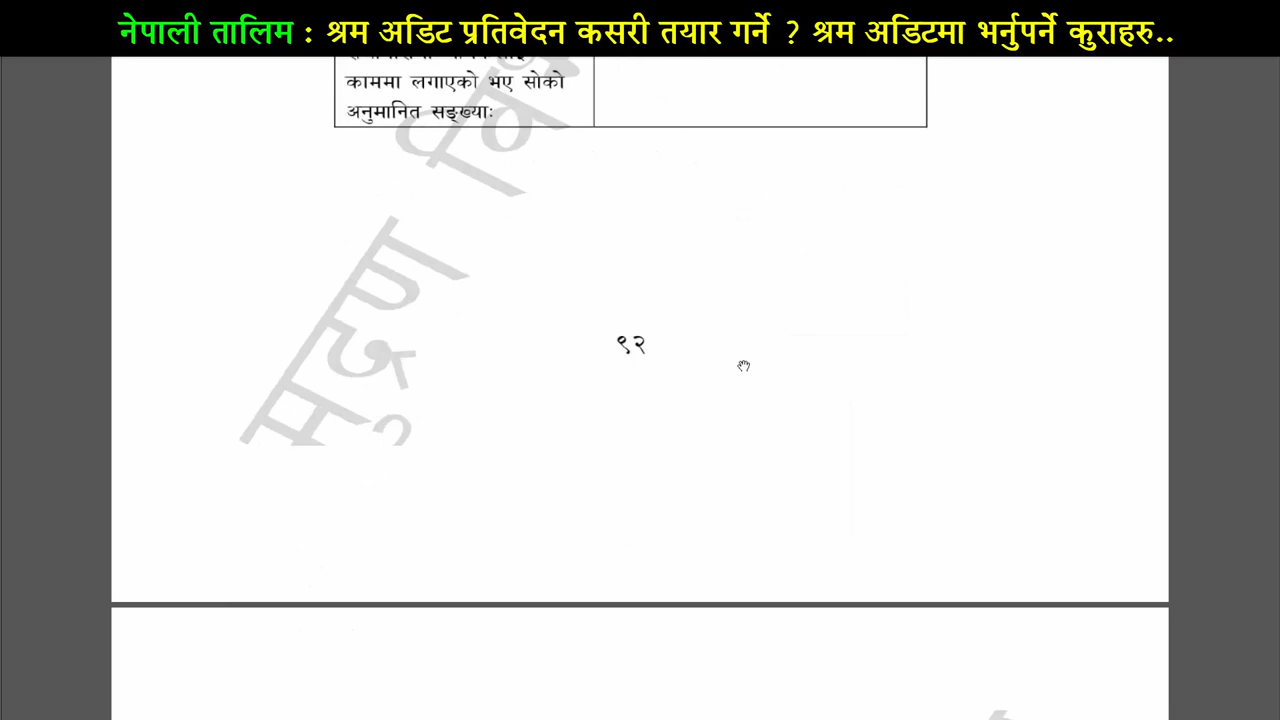 नेपाली तालिम : श्रम अडिट प्रतिवेदन कसरी तयार गर्ने ? श्रम अडिटमा भर्नुपर्ने कुराहरु..
काममा लगाएको भए सोको
अनुमानित सङ्ख्याः
मुद्रण वि
९२